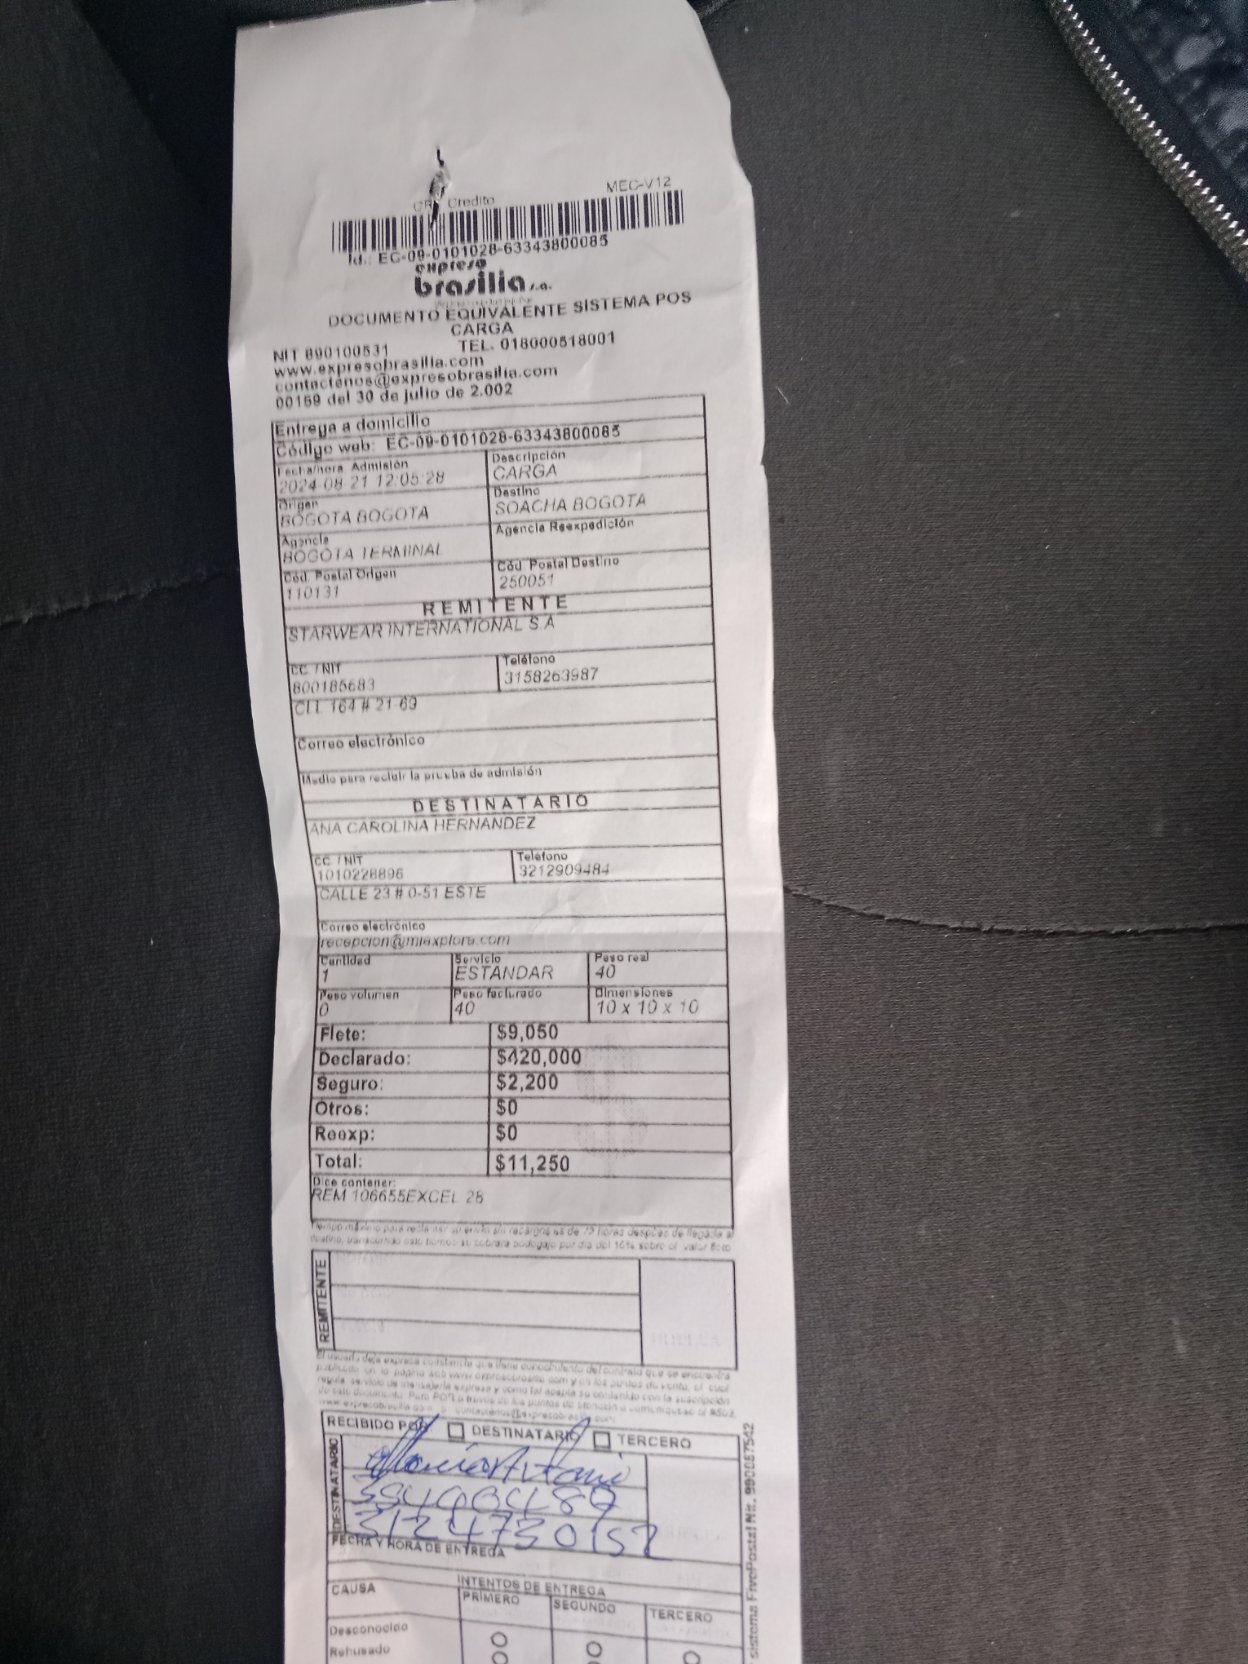 Credito MEC-V12
Id.: EC-09-0101028-63343800085
expreso
brasilia s.a.
DOCUMENTO EQUIVALENTE SISTEMA POS
CARGA
NIT 890100531 TEL. 018000518001
www.expresobrasilia.com
contactenos@expresobrasilia.com
00159 del 30 de julio de 2.002
Entrega a domicilio
Código web: EC-09-0101028-63343800085
Fecha/hora Admisión Descripción
2024-08-21 12:05:28 CARGA
Origen Destino
BOGOTA BOGOTA SOACHA BOGOTA
Agencia Agencia Reexpedición
BOGOTA TERMINAL
Cód. Postal Origen Cód. Postal Destino
110131 250051
REMITENTE
STARWEAR INTERNATIONAL S.A
CC / NIT Teléfono
800185683 3158263987
CLL 164 # 21-69
Correo electrónico
Medio para recibir la prueba de admisión
DESTINATARIO
ANA CAROLINA HERNANDEZ
CC / NIT Teléfono
1010228896 3212909484
CALLE 23 # 0-51 ESTE
Correo electrónico
recepcion@miexplora.com
Cantidad Servicio Peso real
1 ESTANDAR 40
Peso volumen Peso facturado Dimensiones
0 40 10 x 10 x 10
Flete: $9,050
Declarado: $420,000
Seguro: $2,200
Otros: $0
Reexp: $0
Total: $11,250
Dice contener:
REM 106655EXCEL 28
REMITENTE
RECIBIDO POR DESTINATARIO TERCERO
DESTINATARIO
3124730152
FECHA Y HORA DE ENTREGA
CAUSA INTENTOS DE ENTREGA
PRIMERO SEGUNDO TERCERO
Desconocido
Rehusado
sistema FivePostal Nit. 900087542